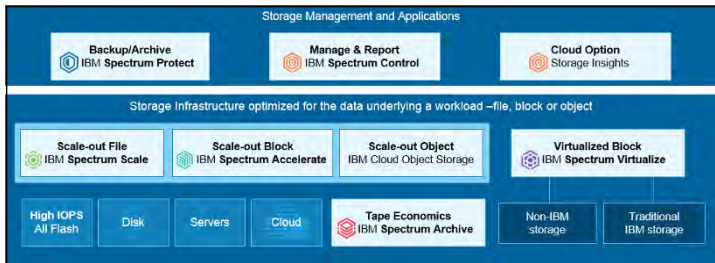 Storage Management and Applications
Backup/Archive
IBM Spectrum Protect
Manage & Report
IBM Spectrum Control
Cloud Option
Storage Insights
Storage Infrastructure optimized for the data underlying a workload –file, block or object
Scale-out File
IBM Spectrum Scale
Scale-out Block
IBM Spectrum Accelerate
Scale-out Object
IBM Cloud Object Storage
Virtualized Block
IBM Spectrum Virtualize
High IOPS
All Flash
Disk
Servers
Cloud
Tape Economics
IBM Spectrum Archive
Non-IBM
storage
Traditional
IBM storage